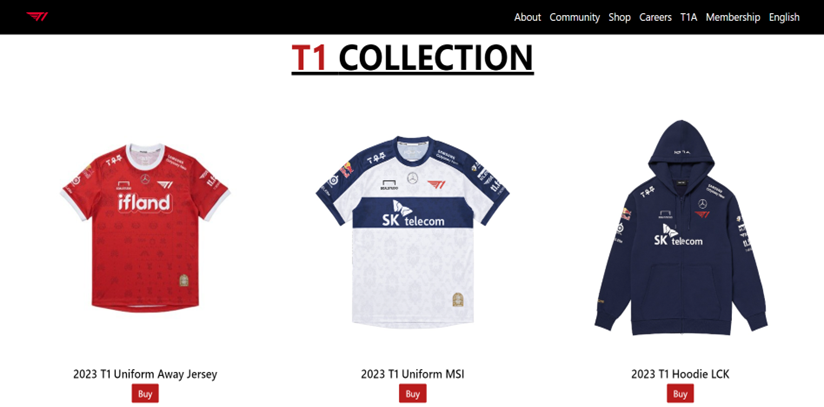 About Community Shop Careers T1A Membership English
T1 COLLECTION
ifland
SK telecom
SK telecom
2023 T1 Uniform Away Jersey
2023 T1 Uniform MSI
2023 T1 Hoodie LCK
Buy
Buy
Buy